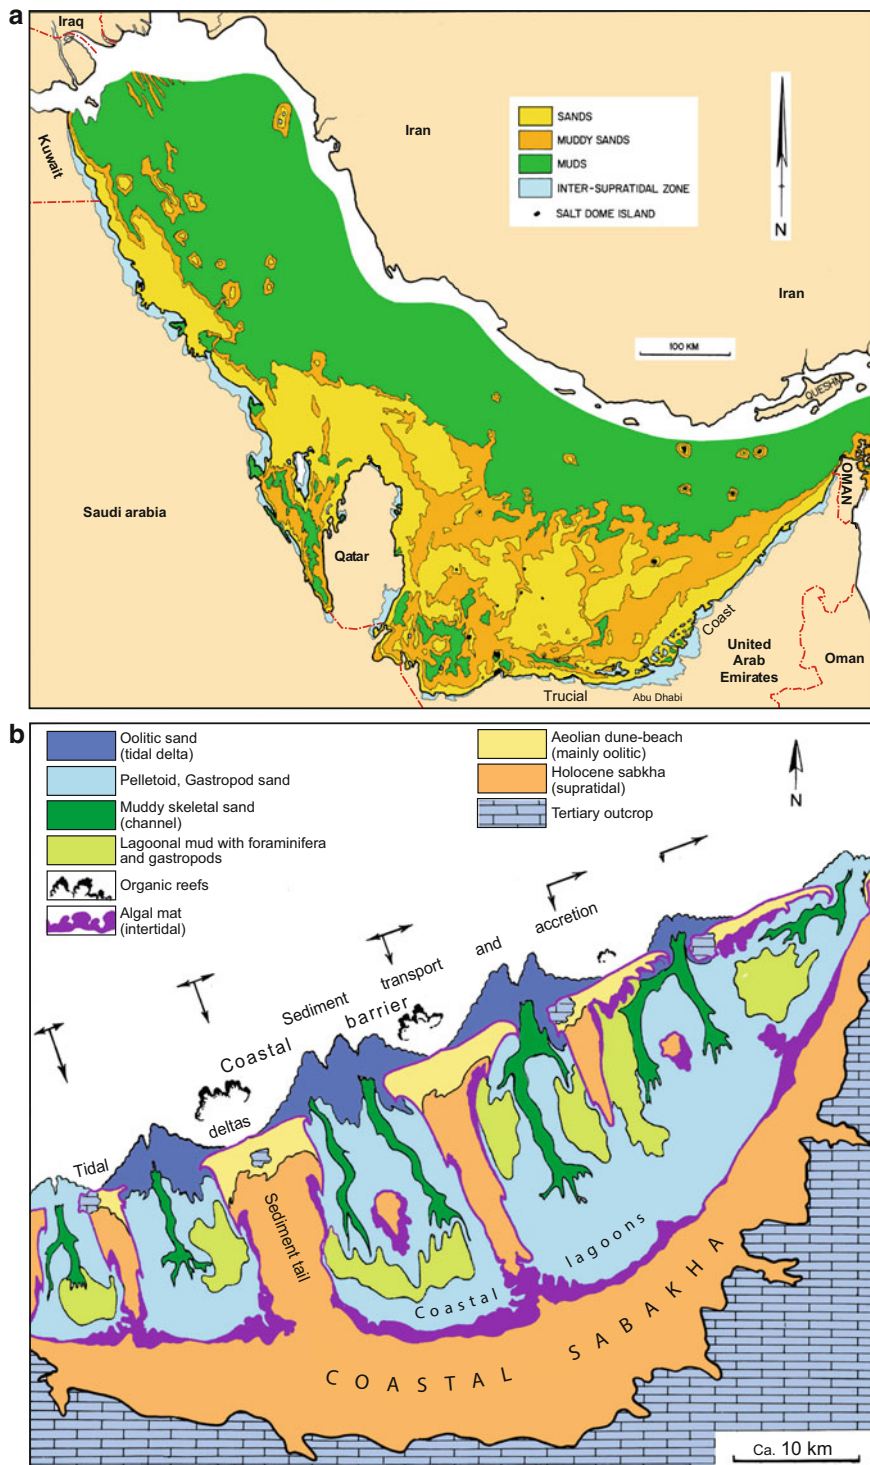 a
Iraq
Iran
Kuwait
SANDS
MUDDY SANDS
MUDS
INTER-SUPRATIDAL ZONE
SALT DOME ISLAND
N
Iran
100 KM
QUESHM
Saudi arabia
Qatar
OMAN
Coast
United
Arab
Emirates
Oman
Trucial
Abu Dhabi
b
Oolitic sand
(tidal delta)
Pelletoid, Gastropod sand
Muddy skeletal sand
(channel)
Lagoonal mud with foraminifera
and gastropods
Organic reefs
Algal mat
(intertidal)
Aeolian dune-beach
(mainly oolitic)
Holocene sabkha
(supratidal)
Tertiary outcrop
N
Sediment transport and accretion
Coastal barrier
Tidal deltas
Sediment tail
Coastal lagoons
COASTAL SABAKHA
Ca. 10 km